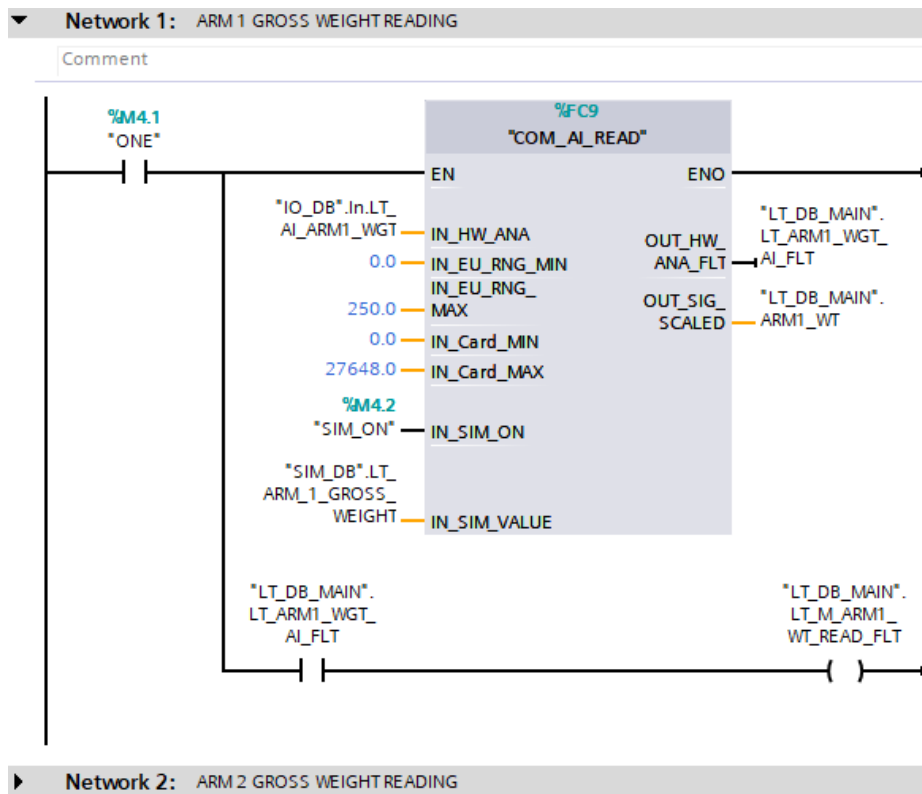 Network 1: ARM 1 GROSS WEIGHT READING
Comment
%M4.1
"ONE"
%FC9
"COM_AI_READ"
EN
ENO
"IO_DB".In.LT_
AI_ARM1_WGT
IN_HW_ANA
0.0
IN_EU_RNG_MIN
250.0
IN_EU_RNG_
MAX
0.0
IN_Card_MIN
27648.0
IN_Card_MAX
%M4.2
"SIM_ON"
IN_SIM_ON
"SIM_DB".LT_
ARM_1_GROSS_
WEIGHT
IN_SIM_VALUE
OUT_HW_
ANA_FLT
"LT_DB_MAIN".
LT_ARM1_WGT_
AI_FLT
OUT_SIG_
SCALED
"LT_DB_MAIN".
ARM1_WT
"LT_DB_MAIN".
LT_ARM1_WGT_
AI_FLT
"LT_DB_MAIN".
LT_M_ARM1_
WT_READ_FLT
Network 2: ARM 2 GROSS WEIGHT READING